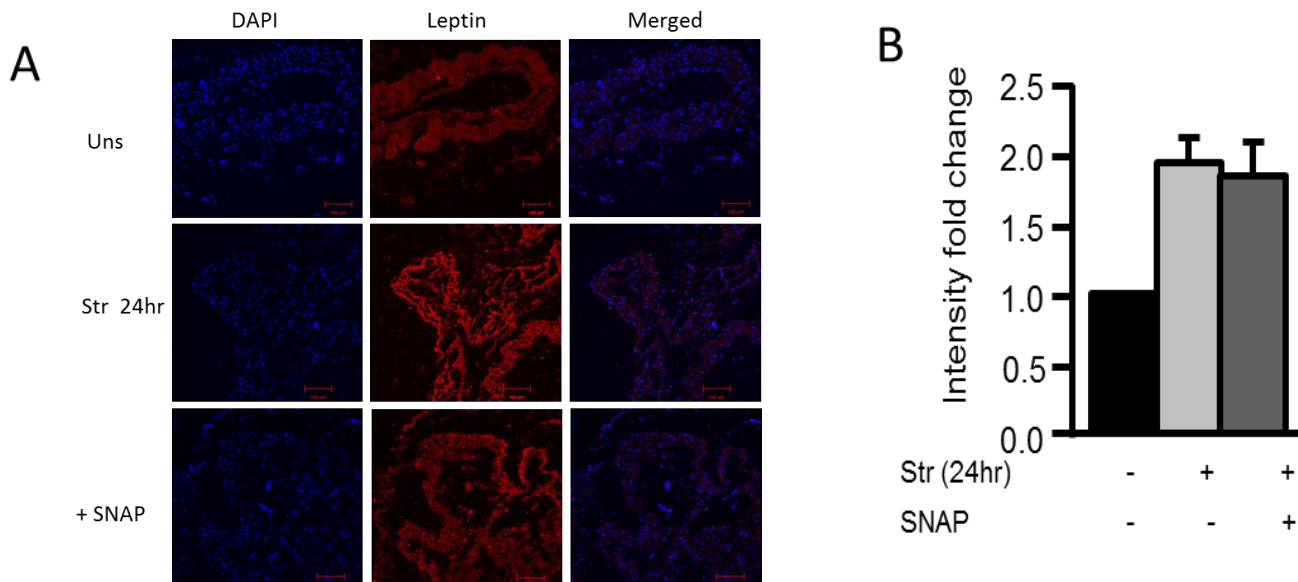 A
DAPI Leptin Merged
Uns
Str 24hr
+ SNAP
B
Intensity fold change
2.5
2.0
1.5
1.0
0.5
0.0
Str (24hr) - + +
SNAP - - +